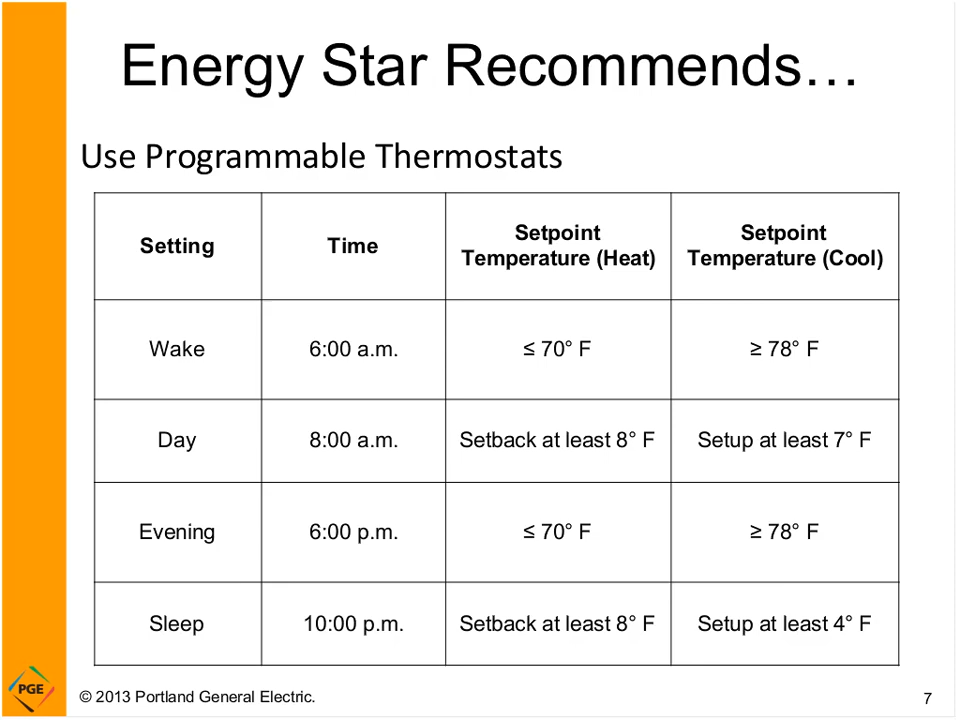 Energy Star Recommends…
Use Programmable Thermostats
Setting Time Setpoint Temperature (Heat) Setpoint Temperature (Cool)
Wake 6:00 a.m. ≤ 70° F ≥ 78° F
Day 8:00 a.m. Setback at least 8° F Setup at least 7° F
Evening 6:00 p.m. ≤ 70° F ≥ 78° F
Sleep 10:00 p.m. Setback at least 8° F Setup at least 4° F
PGE © 2013 Portland General Electric. 7